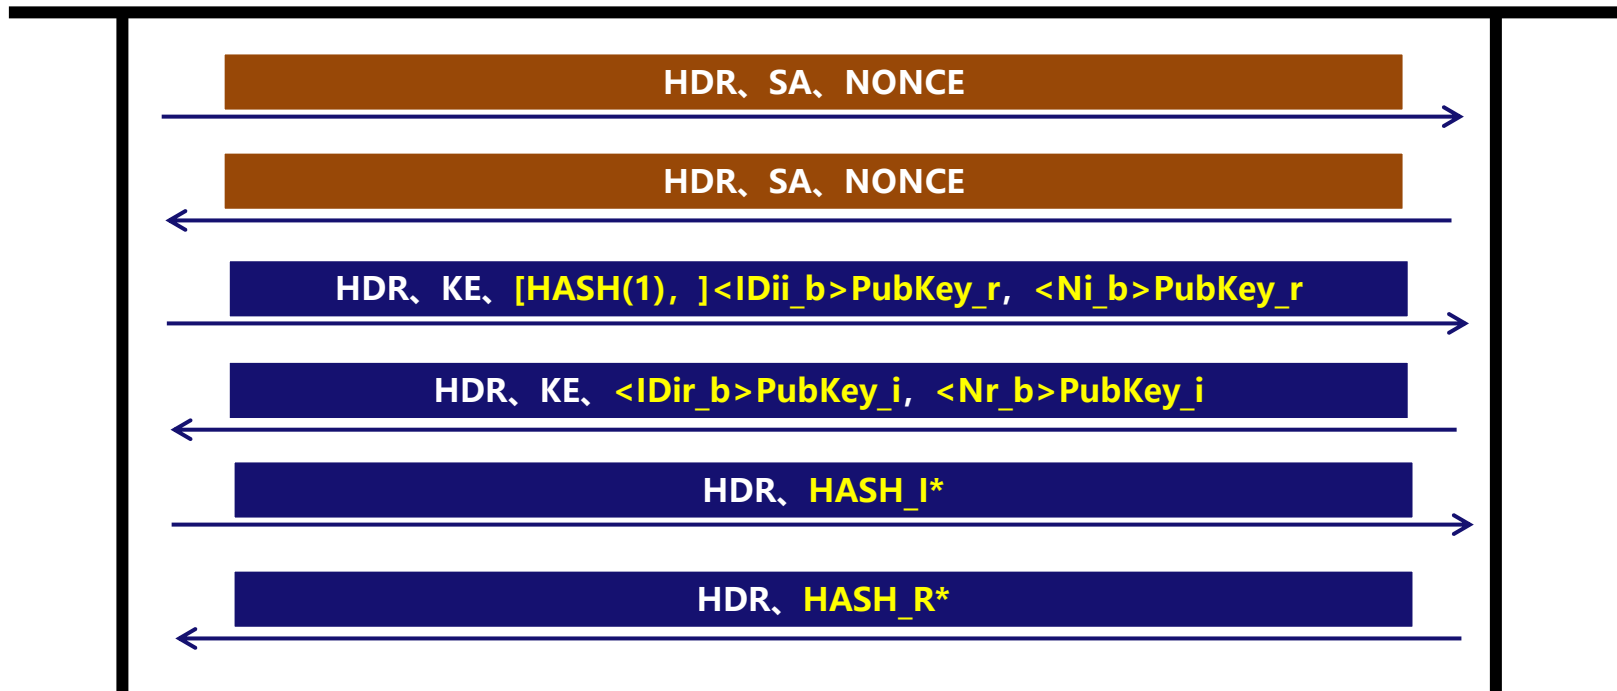 HDR、SA、NONCE
HDR、SA、NONCE
HDR、KE、[HASH(1)，]<IDii_b>PubKey_r，<Ni_b>PubKey_r
HDR、KE、<IDir_b>PubKey_i，<Nr_b>PubKey_i
HDR、HASH_I*
HDR、HASH_R*